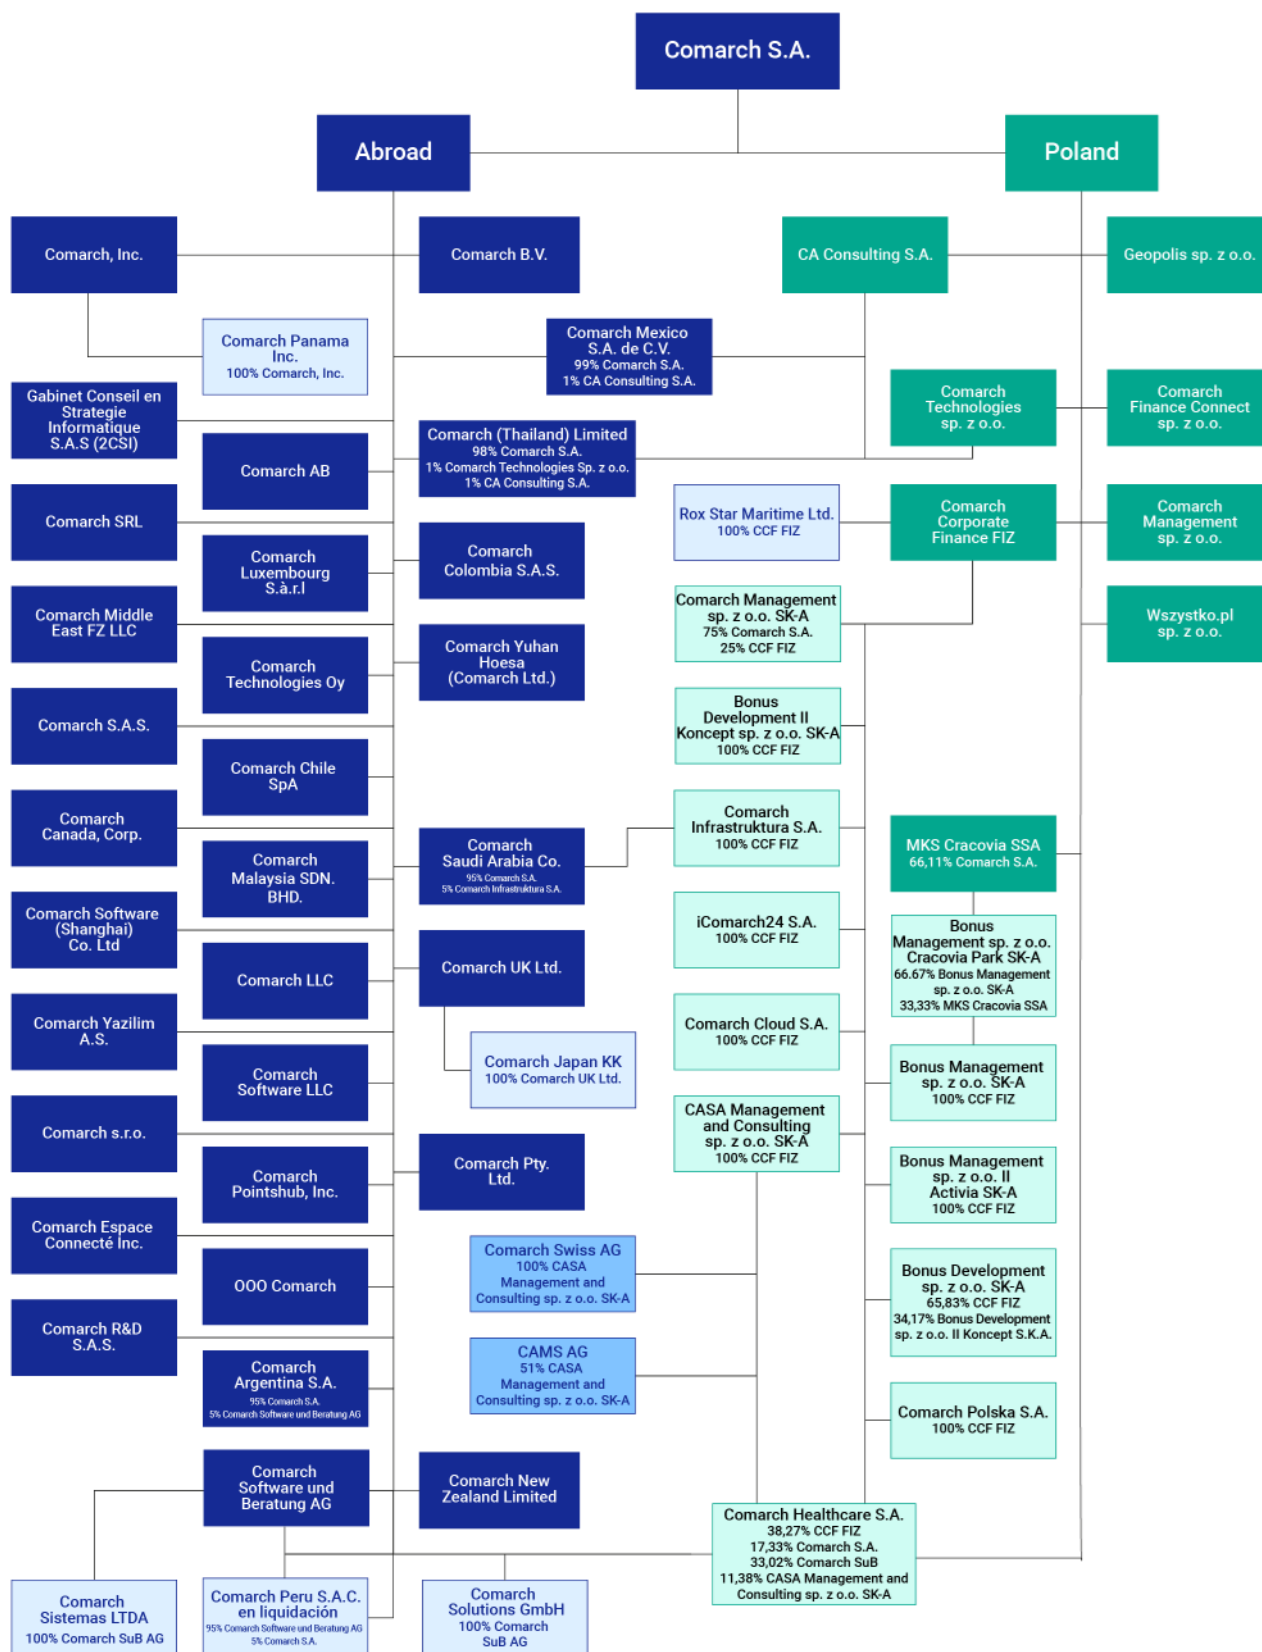 Comarch S.A.
Abroad
Poland
Comarch, Inc.
Comarch B.V.
CA Consulting S.A.
Geopolis sp. z o.o.
Comarch Panama
Inc.
100% Comarch, Inc.
Comarch Mexico
S.A. de C.V.
99% Comarch S.A.
1% CA Consulting S.A.
Gabinet Conseil en
Strategie
Informatique
S.A.S (2CSI)
Comarch
Technologies
sp. z o.o.
Comarch
Finance Connect
sp. z o.o.
Comarch AB
Comarch (Thailand) Limited
98% Comarch S.A.
1% Comarch Technologies Sp. z o.o.
1% CA Consulting S.A.
Comarch SRL
Rox Star Maritime Ltd.
100% CCF FIZ
Comarch
Corporate
Finance FIZ
Comarch
Management
sp. z o.o.
Comarch
Luxembourg
S.à.r.l
Comarch
Colombia S.A.S.
Comarch Middle
East FZ LLC
Comarch Management
sp. z o.o. SK-A
75% Comarch S.A.
25% CCF FIZ
Wszystko.pl
sp. z o.o.
Comarch
Technologies Oy
Comarch Yuhan
Hoesa
(Comarch Ltd.)
Comarch S.A.S.
Bonus
Development II
Koncept sp. z o.o. SK-A
100% CCF FIZ
Comarch Chile
SpA
Comarch
Canada, Corp.
Comarch
Infrastruktura S.A.
100% CCF FIZ
Comarch
Malaysia SDN.
BHD.
Comarch
Saudi Arabia Co.
95% Comarch S.A.
5% Comarch Infrastruktura S.A.
MKS Cracovia SSA
66,11% Comarch S.A.
Comarch Software
(Shanghai)
Co. Ltd
iComarch24 S.A.
100% CCF FIZ
Bonus
Management sp. z o.o.
Cracovia Park SK-A
66.67% Bonus Management
sp. z o.o. SK-A
33,33% MKS Cracovia SSA
Comarch LLC
Comarch UK Ltd.
Comarch Yazilim
A.S.
Comarch Cloud S.A.
100% CCF FIZ
Comarch
Software LLC
Comarch Japan KK
100% Comarch UK Ltd.
Bonus Management
sp. z o.o. SK-A
100% CCF FIZ
Comarch s.r.o.
CASA Management
and Consulting
sp. z o.o. SK-A
100% CCF FIZ
Comarch
Pointshub, Inc.
Comarch Pty.
Ltd.
Bonus Management
sp. z o.o. II
Activia SK-A
100% CCF FIZ
Comarch Espace
Connecté Inc.
Comarch Swiss AG
100% CASA
Management and
Consulting sp. z o.o. SK-A
OOO Comarch
Bonus Development
sp. z o.o. SK-A
65,83% CCF FIZ
34,17% Bonus Development
sp. z o.o. II Koncept S.K.A.
Comarch R&D
S.A.S.
CAMS AG
51% CASA
Management and
Consulting sp. z o.o. SK-A
Comarch
Argentina S.A.
95% Comarch S.A.
5% Comarch Software und Beratung AG
Comarch Polska S.A.
100% CCF FIZ
Comarch
Software und
Beratung AG
Comarch New
Zealand Limited
Comarch Healthcare S.A.
38,27% CCF FIZ
17,33% Comarch S.A.
33,02% Comarch SuB
11,38% CASA Management and
Consulting sp. z o.o. SK-A
Comarch
Sistemas LTDA
100% Comarch SuB AG
Comarch Peru S.A.C.
en liquidación
95% Comarch Software und Beratung AG
5% Comarch S.A.
Comarch
Solutions GmbH
100% Comarch
SuB AG